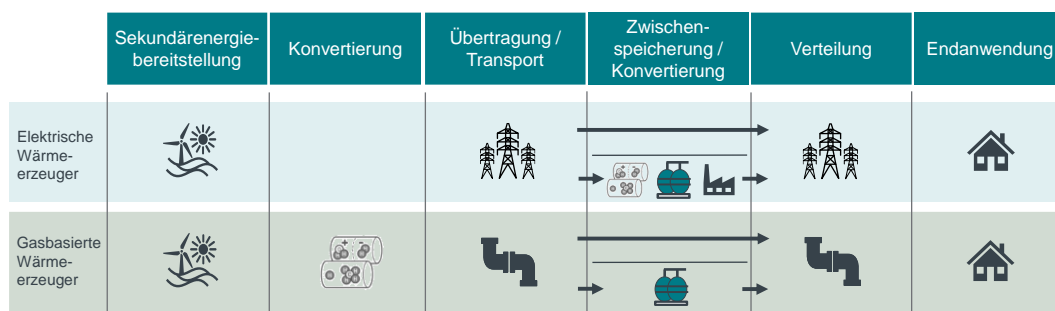 Sekundärenergie-
bereitstellung
Konvertierung
Übertragung /
Transport
Zwischen-
speicherung /
Konvertierung
Verteilung
Endanwendung
Elektrische
Wärme-
erzeuger
Gasbasierte
Wärme-
erzeuger